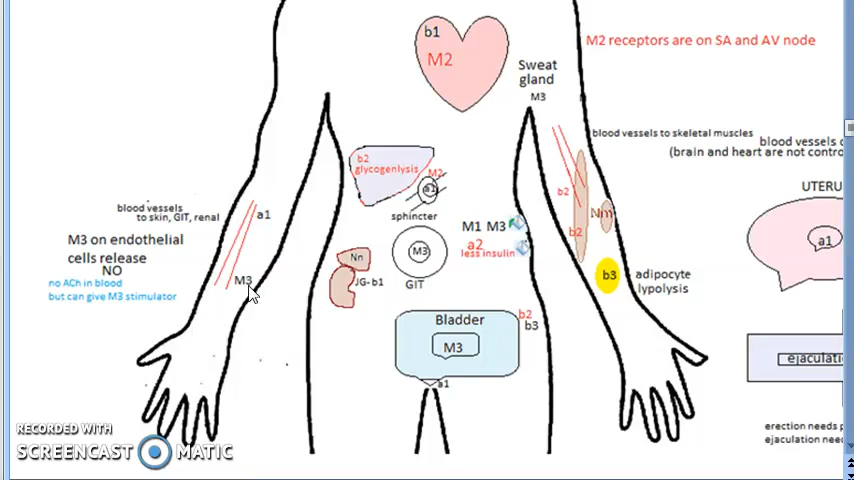 b1
M2
M2 receptors are on SA and AV node
Sweat
gland
M3
blood vessels to skeletal muscles
blood vessels
(brain and heart are not
b2
glycogenlysis
M2
a1
sphincter
b2
Nm
b2
UTERU
a1
blood vessels
to skin, GIT, renal
a1
M3 on endothelial
cells release
NO
no ACh in blood
but can give M3 stimulator
M3
Nn
JG-b1
M3
GIT
M1 M3
a2
less insulin
b3
adipocyte
lypolysis
Bladder
M3
b2
b3
a1
ejaculatio
erection needs p
ejaculation nee
RECORDED WITH
SCREENCAST MATIC